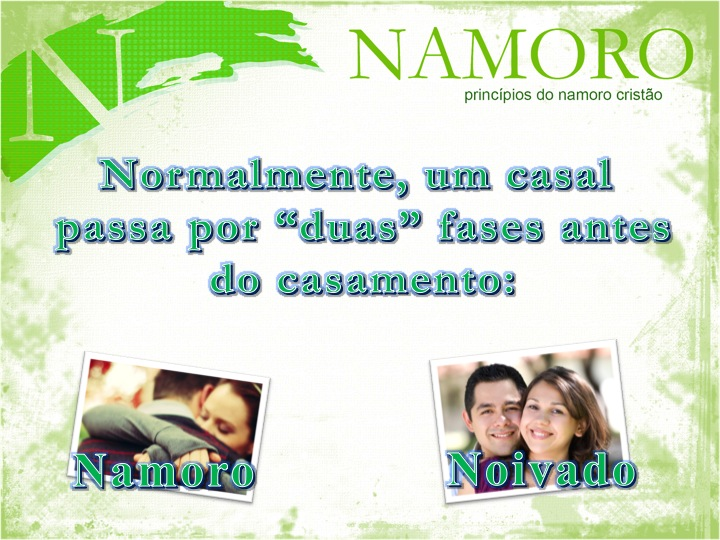 N
NAMORO
princípios do namoro cristão
Normalmente, um casal
passa por “duas” fases antes
do casamento:
Namoro
Noivado